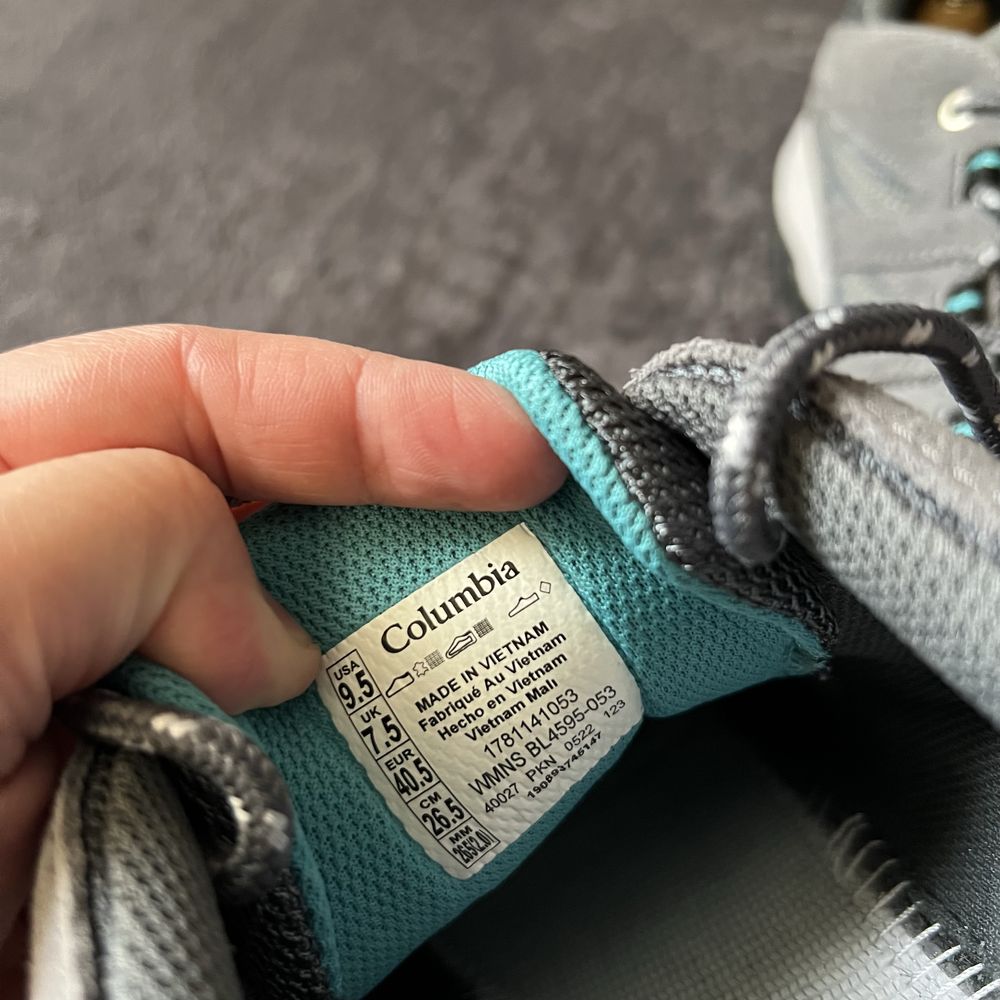 Columbia
USA
9.5
UK
7.5
EUR
40.5
CM
26.5
MM
MADE IN VIETNAM
Fabriqué Au Vietnam
Hecho en Vietnam
Vietnam Malı
1781141053
WMNS BL4595-053
40027 PKN 0522 123